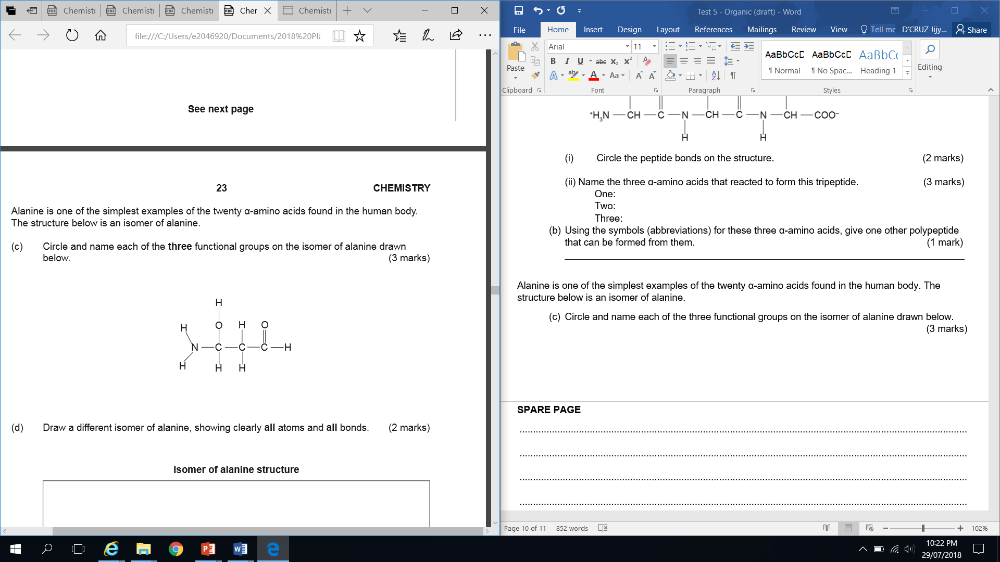 Chemistr
Chemistr
Chemistr
Cher
Chemistr
file:///C:/Users/e2046920/Documents/2018%20Pla
See next page
23 CHEMISTRY
Alanine is one of the simplest examples of the twenty α-amino acids found in the human body.
The structure below is an isomer of alanine.
(c) Circle and name each of the three functional groups on the isomer of alanine drawn
below. (3 marks)
H
H O H O
N C C C H
H H H
(d) Draw a different isomer of alanine, showing clearly all atoms and all bonds. (2 marks)
Isomer of alanine structure
Test 5 - Organic (draft) - Word
File Home Insert Design Layout References Mailings Review View Tell me D'CRUZ Jijy... Share
Paste
Clipboard
Arial 11
B I U abc x₂ x²
A ab A Aa A A
Font
Paragraph
AaBbCcD AaBbCcD AaBbCc
¶ Normal ¶ No Spac... Heading 1
Styles
Editing
⁺H₃N CH C N CH C N CH COO⁻
H H
(i) Circle the peptide bonds on the structure. (2 marks)
(ii) Name the three α-amino acids that reacted to form this tripeptide. (3 marks)
One:
Two:
Three:
(b) Using the symbols (abbreviations) for these three α-amino acids, give one other polypeptide
that can be formed from them. (1 mark)
Alanine is one of the simplest examples of the twenty α-amino acids found in the human body. The
structure below is an isomer of alanine.
(c) Circle and name each of the three functional groups on the isomer of alanine drawn below.
(3 marks)
SPARE PAGE
Page 10 of 11 852 words 102%
10:22 PM
29/07/2018